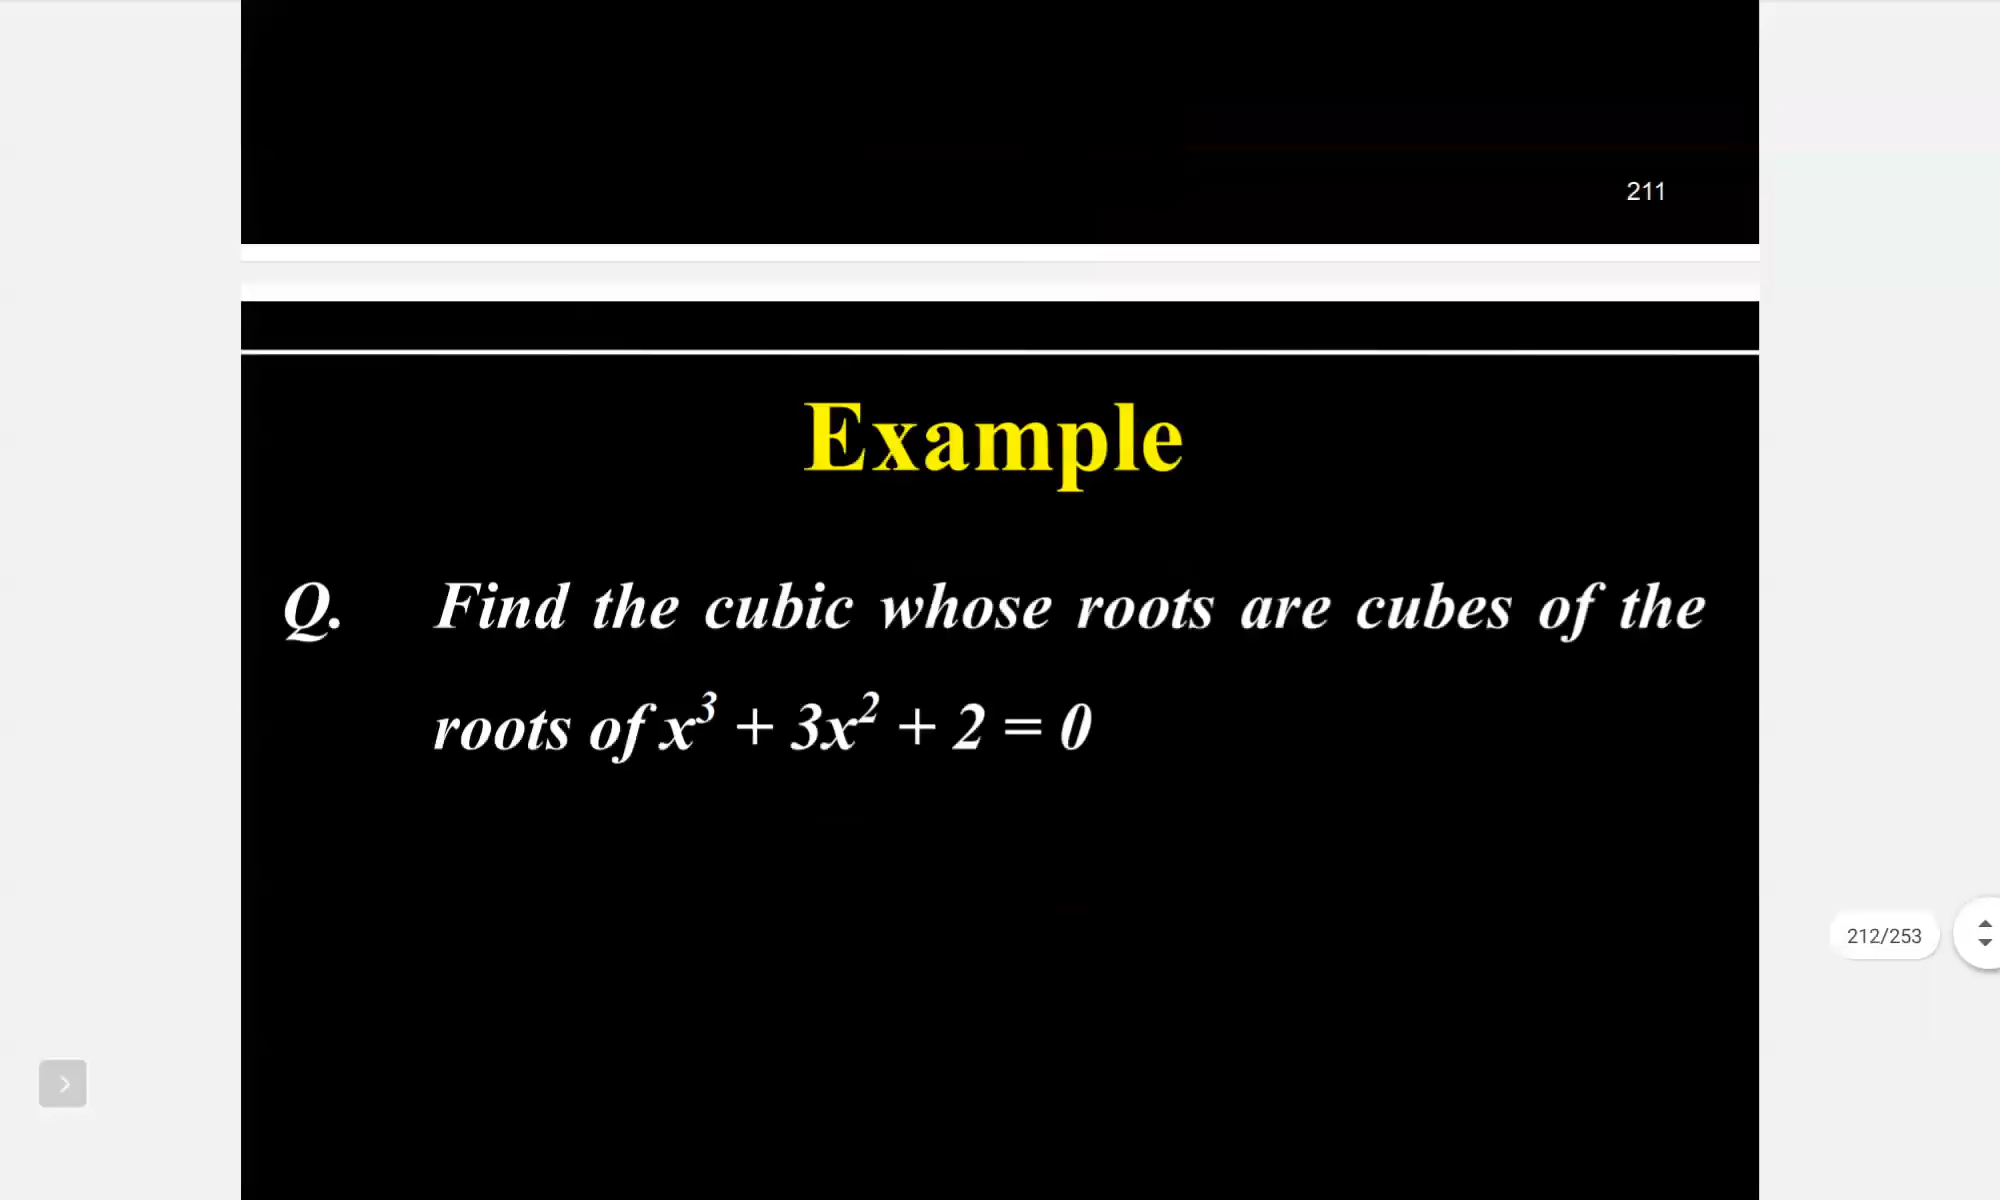 211
Example
Q. Find the cubic whose roots are cubes of the
roots of x³ + 3x² + 2 = 0
212/253